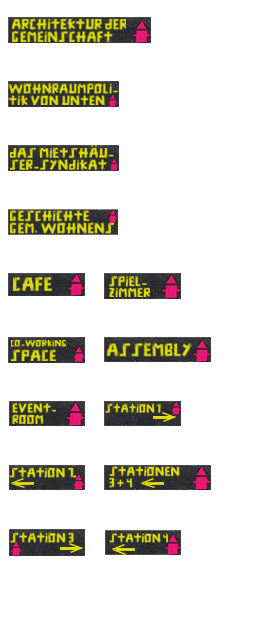 ARCHITEKTUR dER
GEMEINSCHAFT
WOHNRAUMPOLI-
tIK VON UNTEN
dAS MIETSHÄU-
SER-SYNdIKAT
GESCHICHTE
GEM. WOHNENS
CAFE
SPIEL-
ZIMMER
CO-WORKING
SPACE
ASSEMBLY
EVENT-
ROOM
STATION 1
STATION 2
STATIONEN
3+4
STATION 3
STATION 4